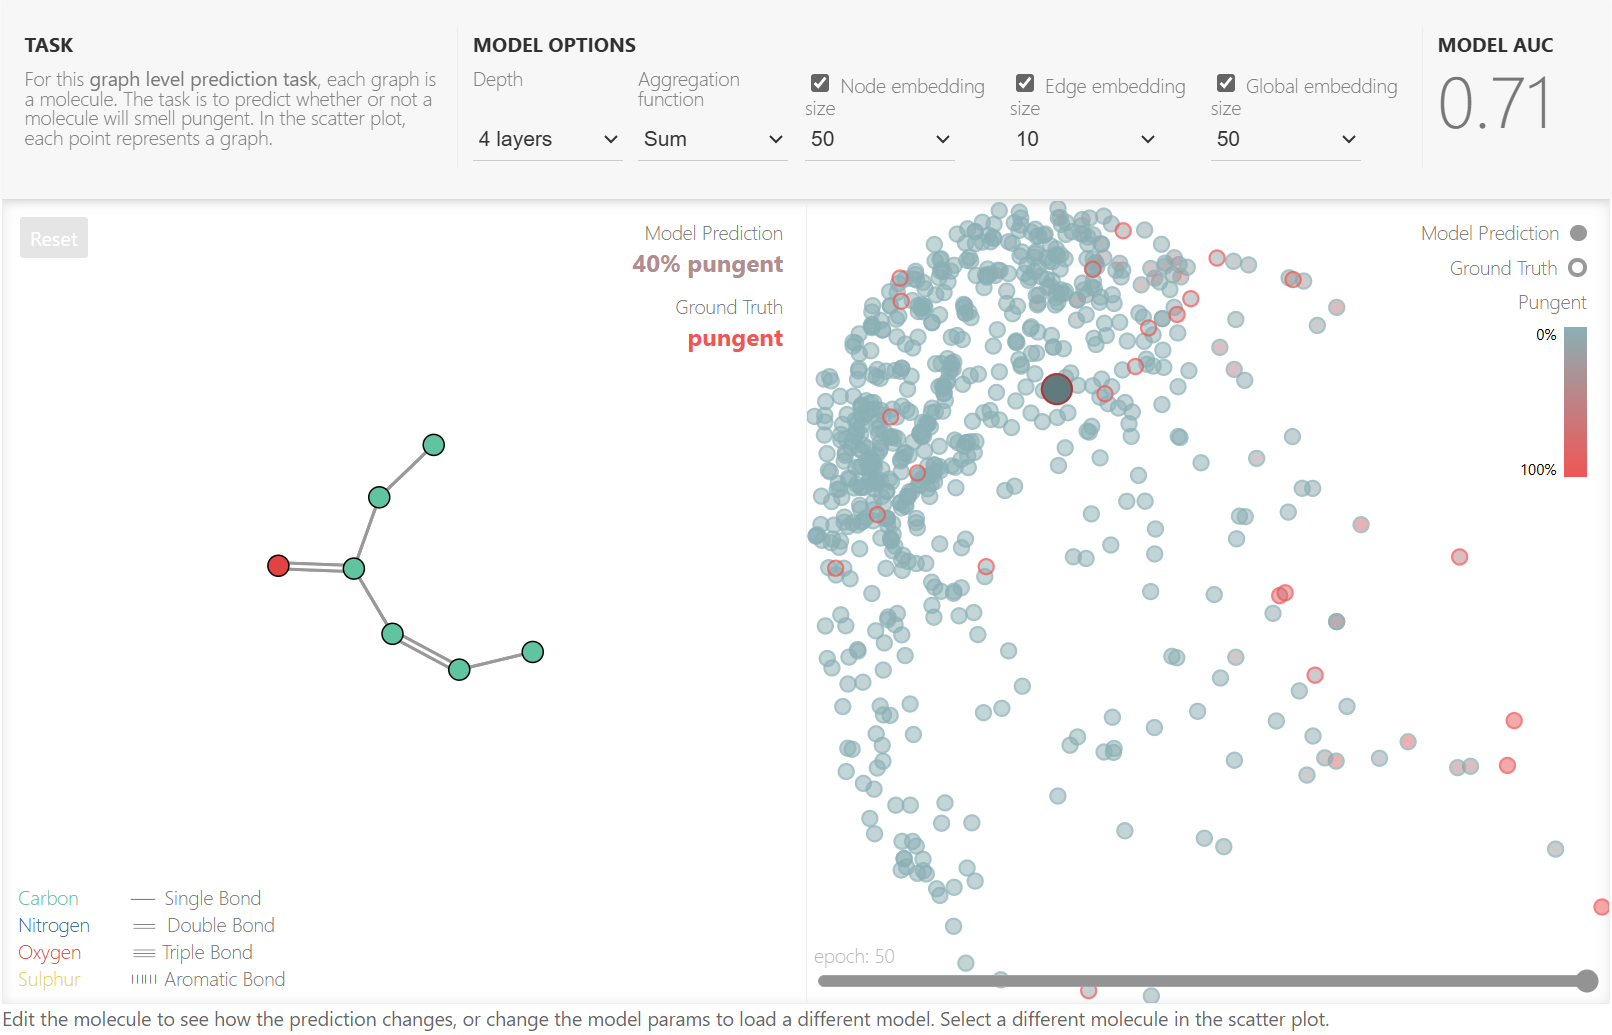 TASK
For this graph level prediction task, each graph is
a molecule. The task is to predict whether or not a
molecule will smell pungent. In the scatter plot,
each point represents a graph.
MODEL OPTIONS
Depth
4 layers
Aggregation
function
Sum
Node embedding
size
50
Edge embedding
size
10
Global embedding
size
50
MODEL AUC
0.71
Reset
Model Prediction
40% pungent
Ground Truth
pungent
Carbon
Nitrogen
Oxygen
Sulphur
Single Bond
Double Bond
Triple Bond
Aromatic Bond
Model Prediction
Ground Truth
Pungent
0%
100%
epoch: 50
Edit the molecule to see how the prediction changes, or change the model params to load a different model. Select a different molecule in the scatter plot.